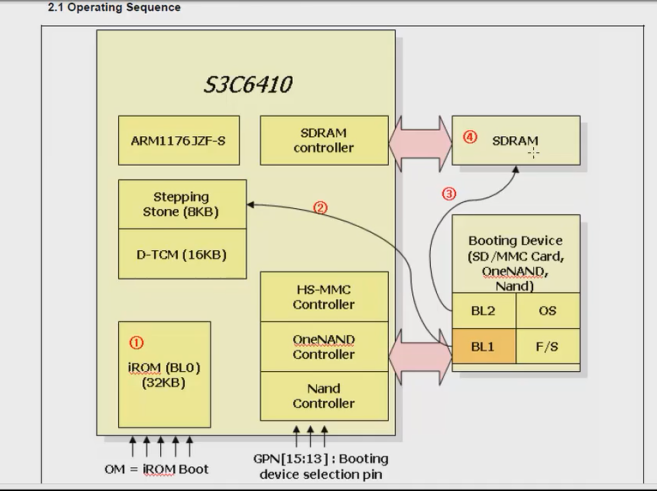 2.1 Operating Sequence
S3C6410
ARM1176JZF-S
SDRAM
controller
④
SDRAM
Stepping
Stone (8KB)
②
③
D-TCM (16KB)
Booting Device
(SD/MMC Card,
OneNAND,
Nand)
HS-MMC
Controller
BL2
OS
①
iROM (BL0)
(32KB)
OneNAND
Controller
BL1
F/S
Nand
Controller
OM = iROM Boot
GPN[15:13] : Booting
device selection pin